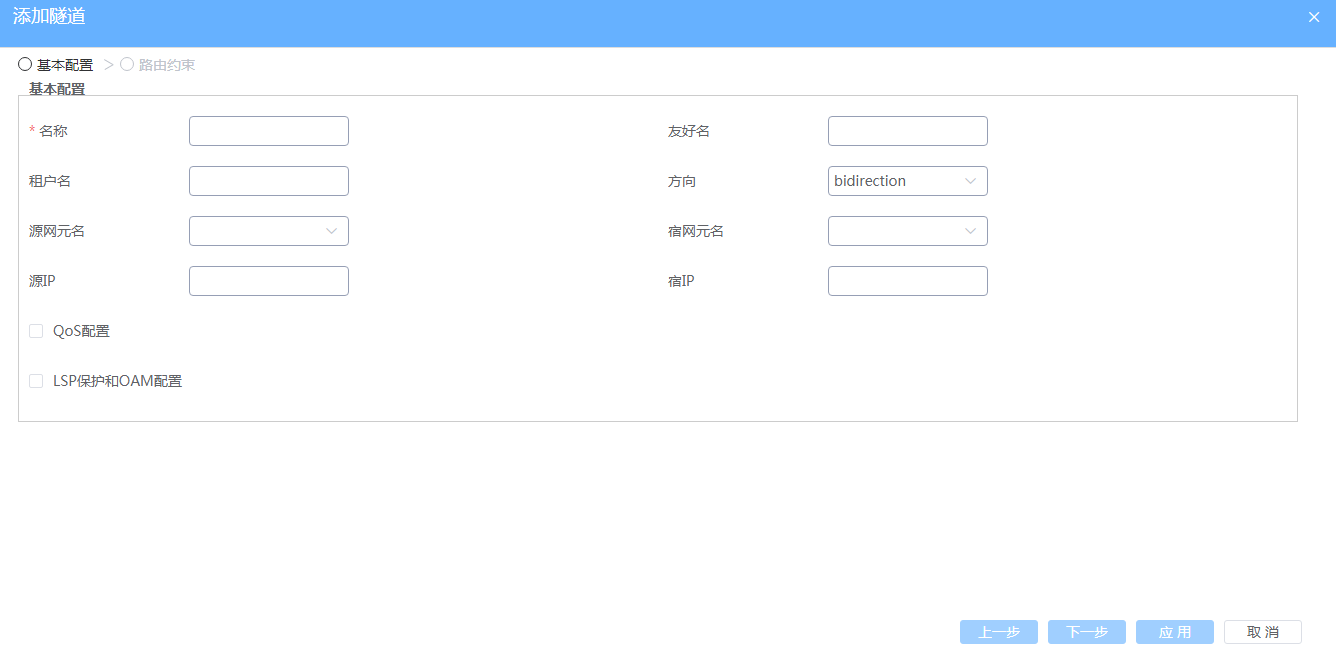 添加隧道
基本配置 > 路由约束
基本配置
* 名称 友好名
租户名 方向 bidirection
源网元名 宿网元名
源IP 宿IP
QoS配置
LSP保护和OAM配置
上一步 下一步 应用 取消